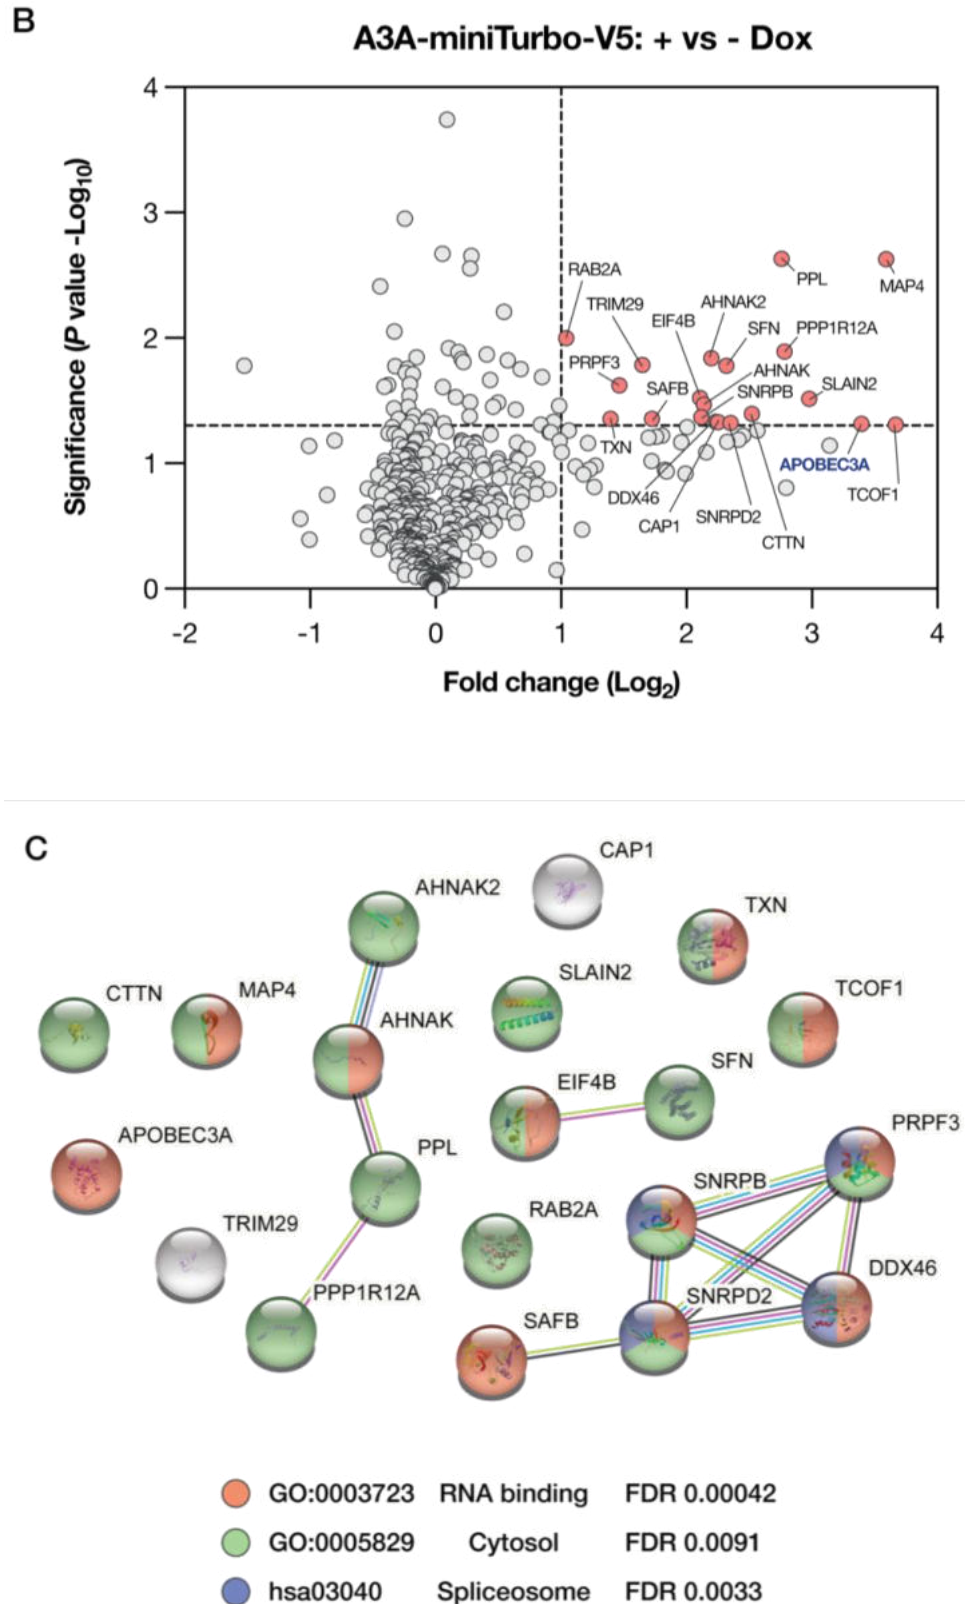 B
A3A-miniTurbo-V5: + vs - Dox
Significance (P value -Log10)
4
3
2
1
0
RAB2A
TRIM29
AHNAK2
PPL
MAP4
EIF4B
SFN
PPP1R12A
PRPF3
AHNAK
SAFB
SNRPB
SLAIN2
TXN
APOBEC3A
DDX46
TCOF1
CAP1
SNRPD2
CTTN
-2 -1 0 1 2 3 4
Fold change (Log2)
C
CAP1
AHNAK2
TXN
SLAIN2
CTTN
MAP4
TCOF1
AHNAK
SFN
EIF4B
PRPF3
APOBEC3A
PPL
SNRPB
RAB2A
TRIM29
DDX46
PPP1R12A
SNRPD2
SAFB
GO:0003723 RNA binding FDR 0.00042
GO:0005829 Cytosol FDR 0.0091
hsa03040 Spliceosome FDR 0.0033